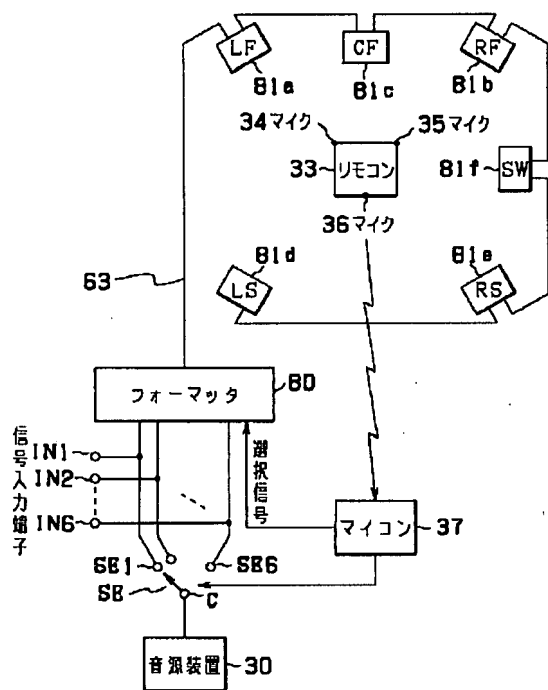 LF
CF
RF
81a
81c
81b
34マイク
35マイク
33
リモコン
81f
SW
36マイク
81d
81e
LS
RS
63
フォーマッタ
80
信号入力端子
IN1
IN2
IN6
選択信号
マイコン
37
SE1
SE6
SE
C
音源装置
30